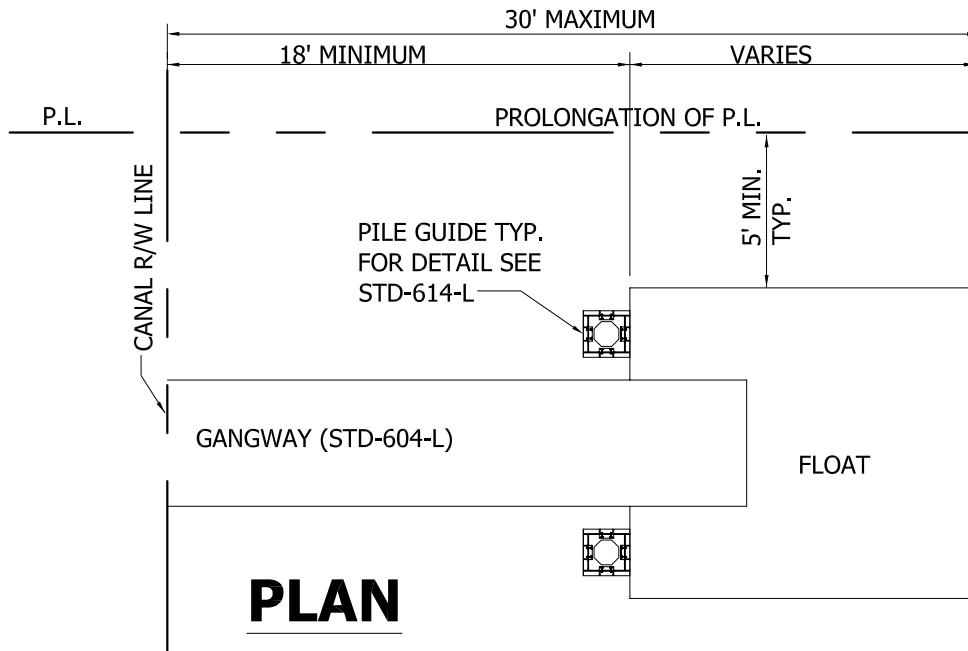 30' MAXIMUM
18' MINIMUM
VARIES
P.L.
PROLONGATION OF P.L.
CANAL R/W LINE
5' MIN.
TYP.
PILE GUIDE TYP.
FOR DETAIL SEE
STD-614-L
GANGWAY (STD-604-L)
FLOAT
PLAN